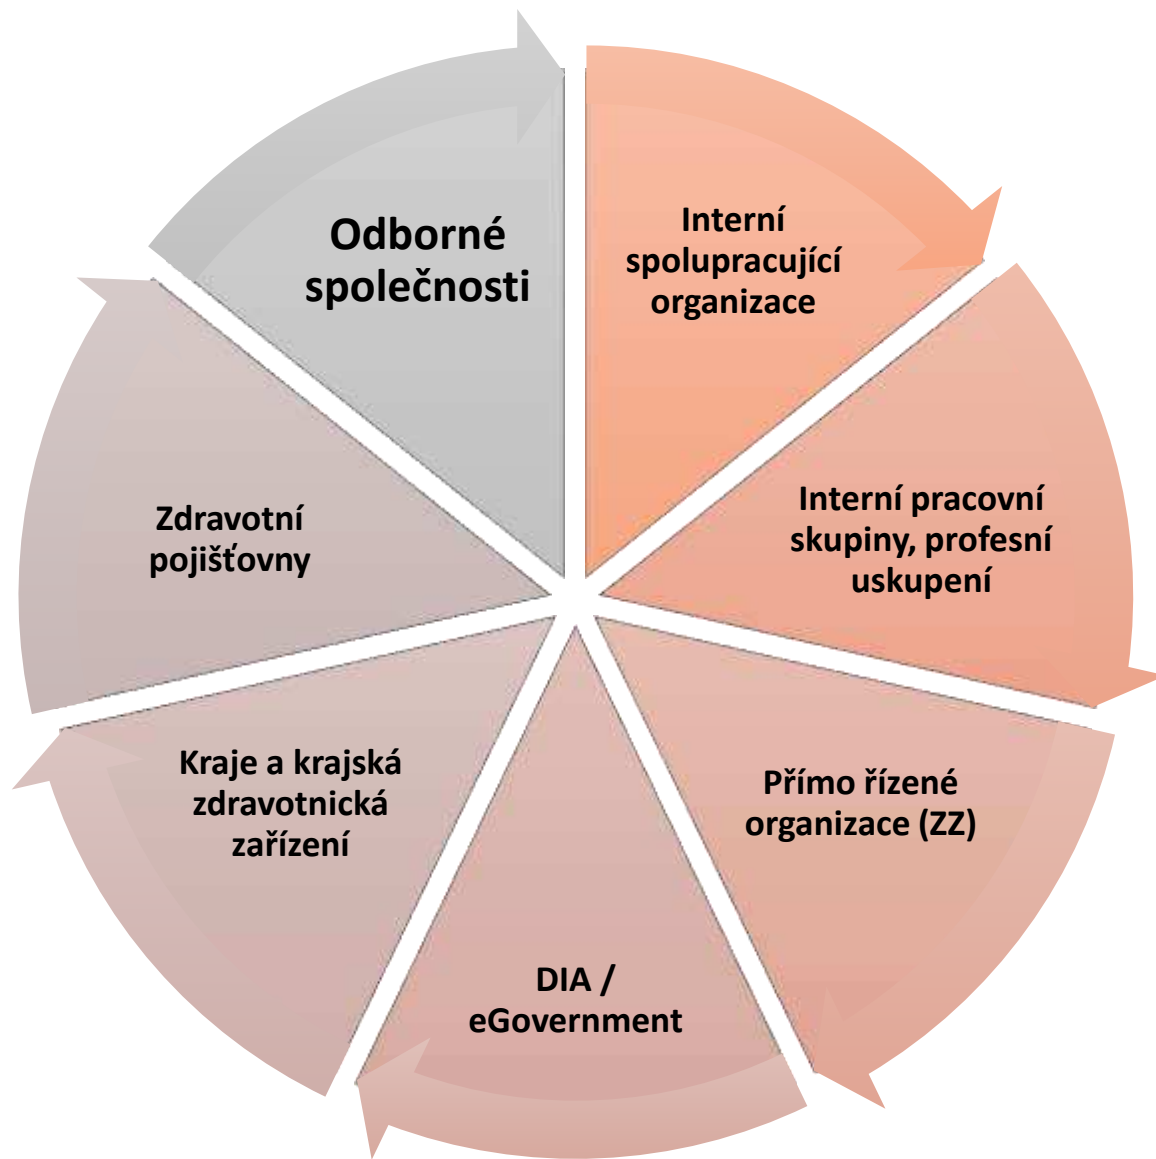 Odborné
společnosti
Interní
spolupracující
organizace
Interní pracovní
skupiny, profesní
uskupení
Přímo řízené
organizace (ZZ)
DIA /
eGovernment
Kraje a krajská
zdravotnická
zařízení
Zdravotní
pojišťovny